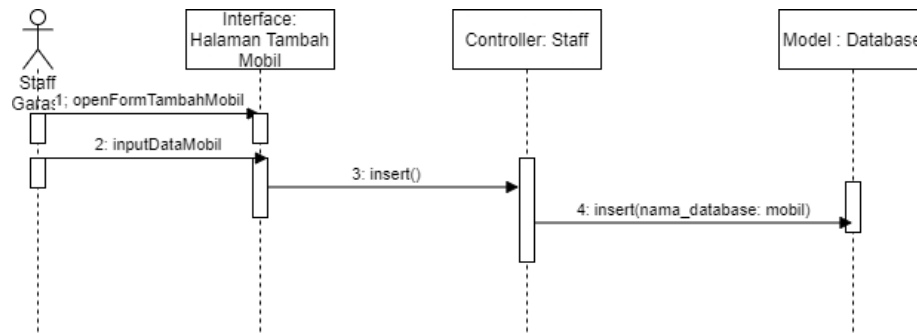 Interface:
Halaman Tambah
Mobil
Controller: Staff
Model : Database
Staff
Garasi
1; openFormTambahMobil
2: inputDataMobil
3: insert()
4: insert(nama_database: mobil)